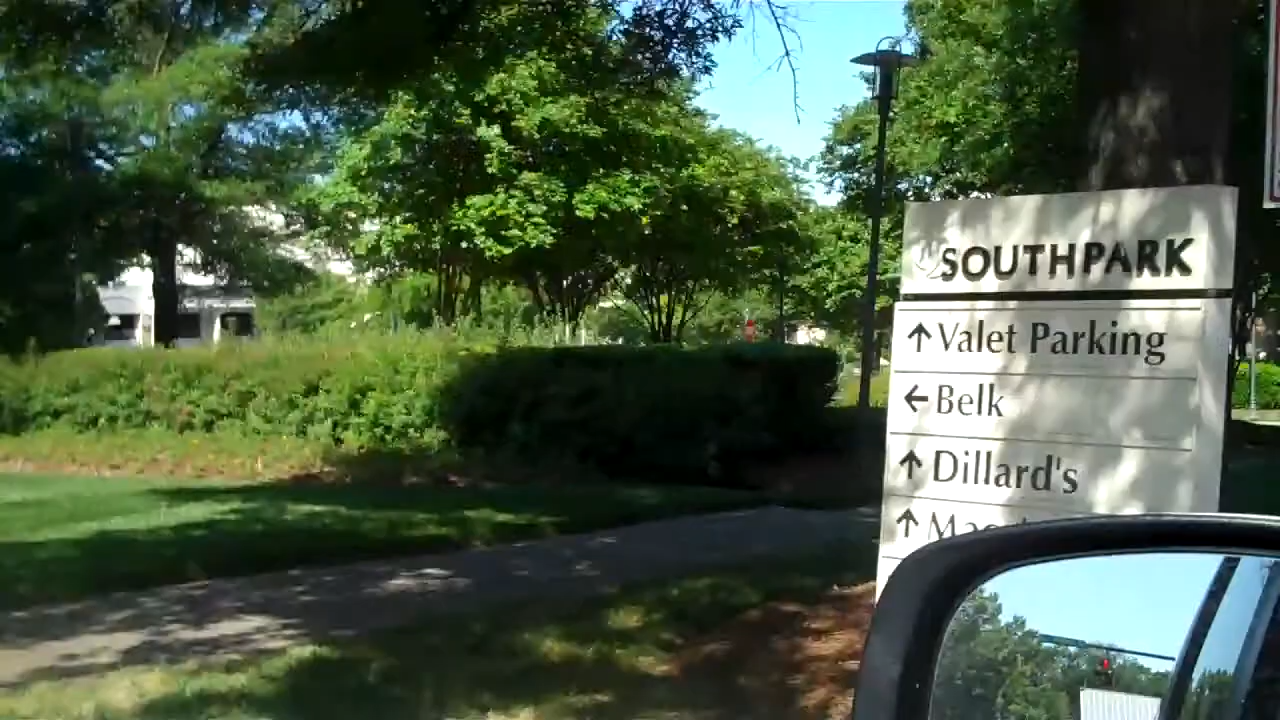 SOUTHPARK
↑ Valet Parking
← Belk
↑ Dillard's